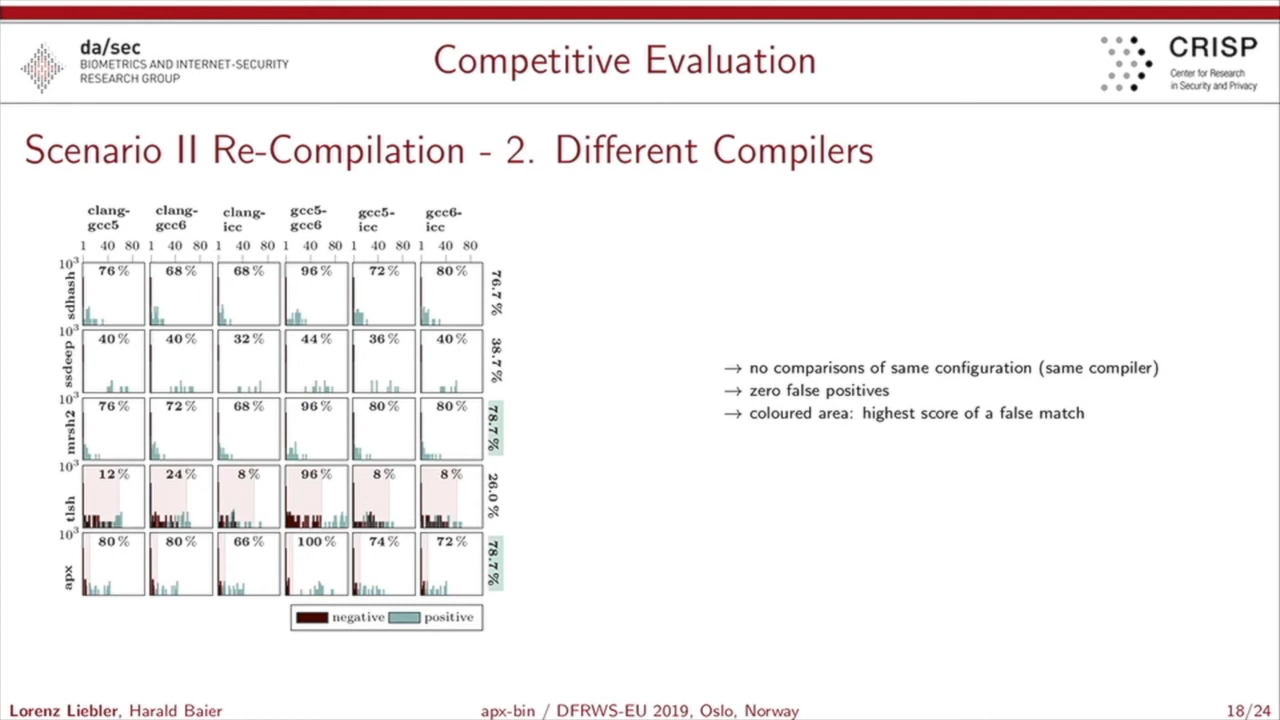 da/sec
BIOMETRICS AND INTERNET-SECURITY
RESEARCH GROUP
Competitive Evaluation
CRISP
Center for Research
in Security and Privacy
Scenario II Re-Compilation - 2. Different Compilers
clang-gcc5 clang-gcc6 clang-icc gcc5-gcc6 gcc5-icc gcc6-icc
1 40 80 1 40 80 1 40 80 1 40 80 1 40 80 1 40 80
sdhash 10³ 76% 68% 68% 96% 72% 80% 76.7%
ssdeep 10³ 40% 40% 32% 44% 36% 40% 38.7%
mrsh2 10³ 76% 72% 68% 96% 80% 80% 78.7%
tlsh 10³ 12% 24% 8% 96% 8% 8% 26.0%
apx 10³ 80% 80% 66% 100% 74% 72% 78.7%
negative positive
→ no comparisons of same configuration (same compiler)
→ zero false positives
→ coloured area: highest score of a false match
Lorenz Liebler, Harald Baier
apx-bin / DFRWS-EU 2019, Oslo, Norway
18/24